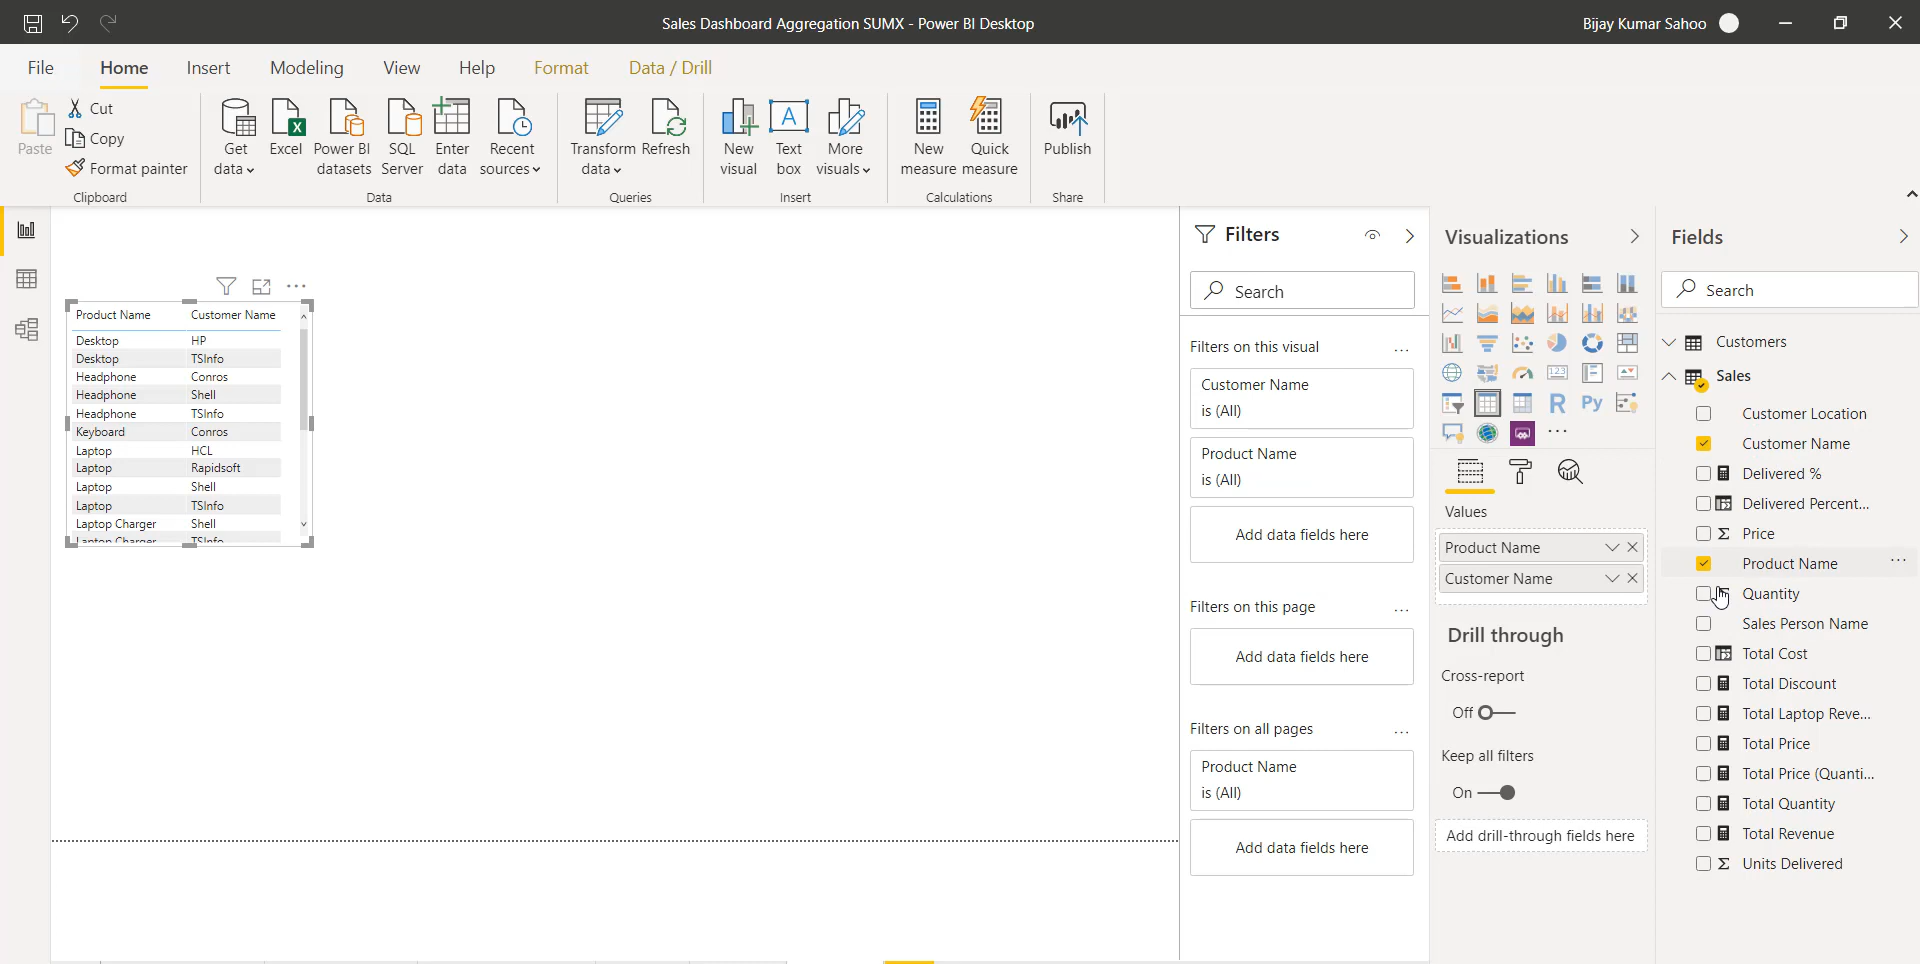 Sales Dashboard Aggregation SUMX - Power BI Desktop
Bijay Kumar Sahoo
File Home Insert Modeling View Help Format Data / Drill
Paste
Cut
Copy
Format painter
Clipboard
Get data
Excel
Power BI datasets
SQL Server
Enter data
Recent sources
Data
Transform data
Refresh
Queries
New visual
Text box
More visuals
Insert
New measure
Quick measure
Calculations
Publish
Share
Product Name Customer Name
Desktop HP
Desktop TSInfo
Headphone Conros
Headphone Shell
Headphone TSInfo
Keyboard Conros
Laptop HCL
Laptop Rapidsoft
Laptop Shell
Laptop TSInfo
Laptop Charger Shell
Laptop Charger TSInfo
Filters
Search
Filters on this visual
Customer Name
is (All)
Product Name
is (All)
Add data fields here
Filters on this page
Add data fields here
Filters on all pages
Product Name
is (All)
Add data fields here
Visualizations
123
R
Py
Values
Product Name
Customer Name
Drill through
Cross-report
Off
Keep all filters
On
Add drill-through fields here
Fields
Search
Customers
Sales
Customer Location
Customer Name
Delivered %
Delivered Percent...
Price
Product Name
Quantity
Sales Person Name
Total Cost
Total Discount
Total Laptop Reve...
Total Price
Total Price (Quanti...
Total Quantity
Total Revenue
Units Delivered